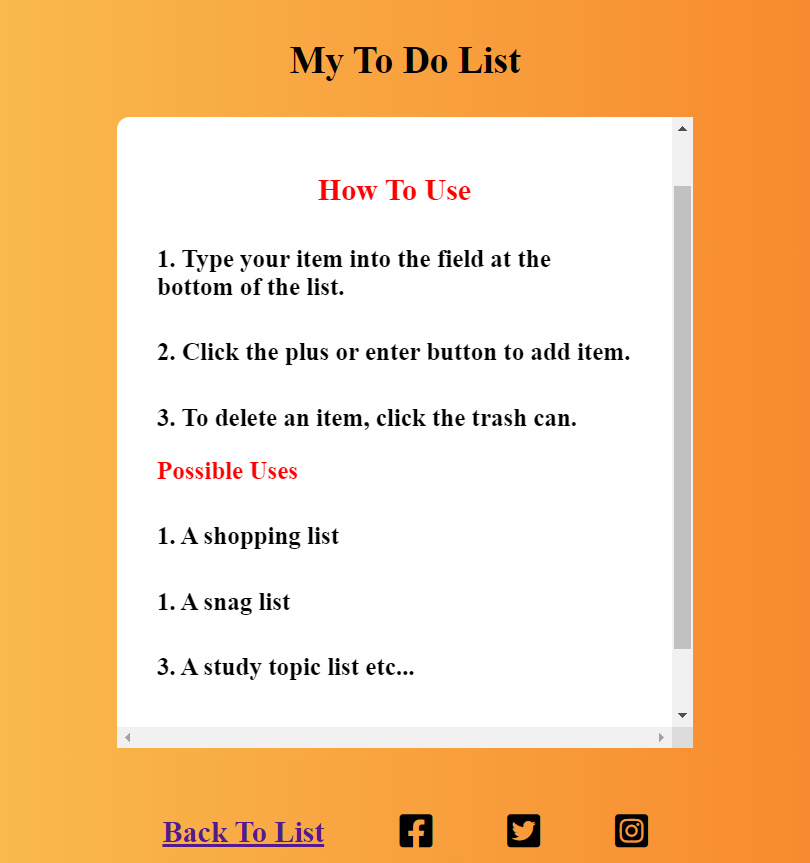 My To Do List
How To Use
1. Type your item into the field at the
bottom of the list.
2. Click the plus or enter button to add item.
3. To delete an item, click the trash can.
Possible Uses
1. A shopping list
1. A snag list
3. A study topic list etc...
Back To List